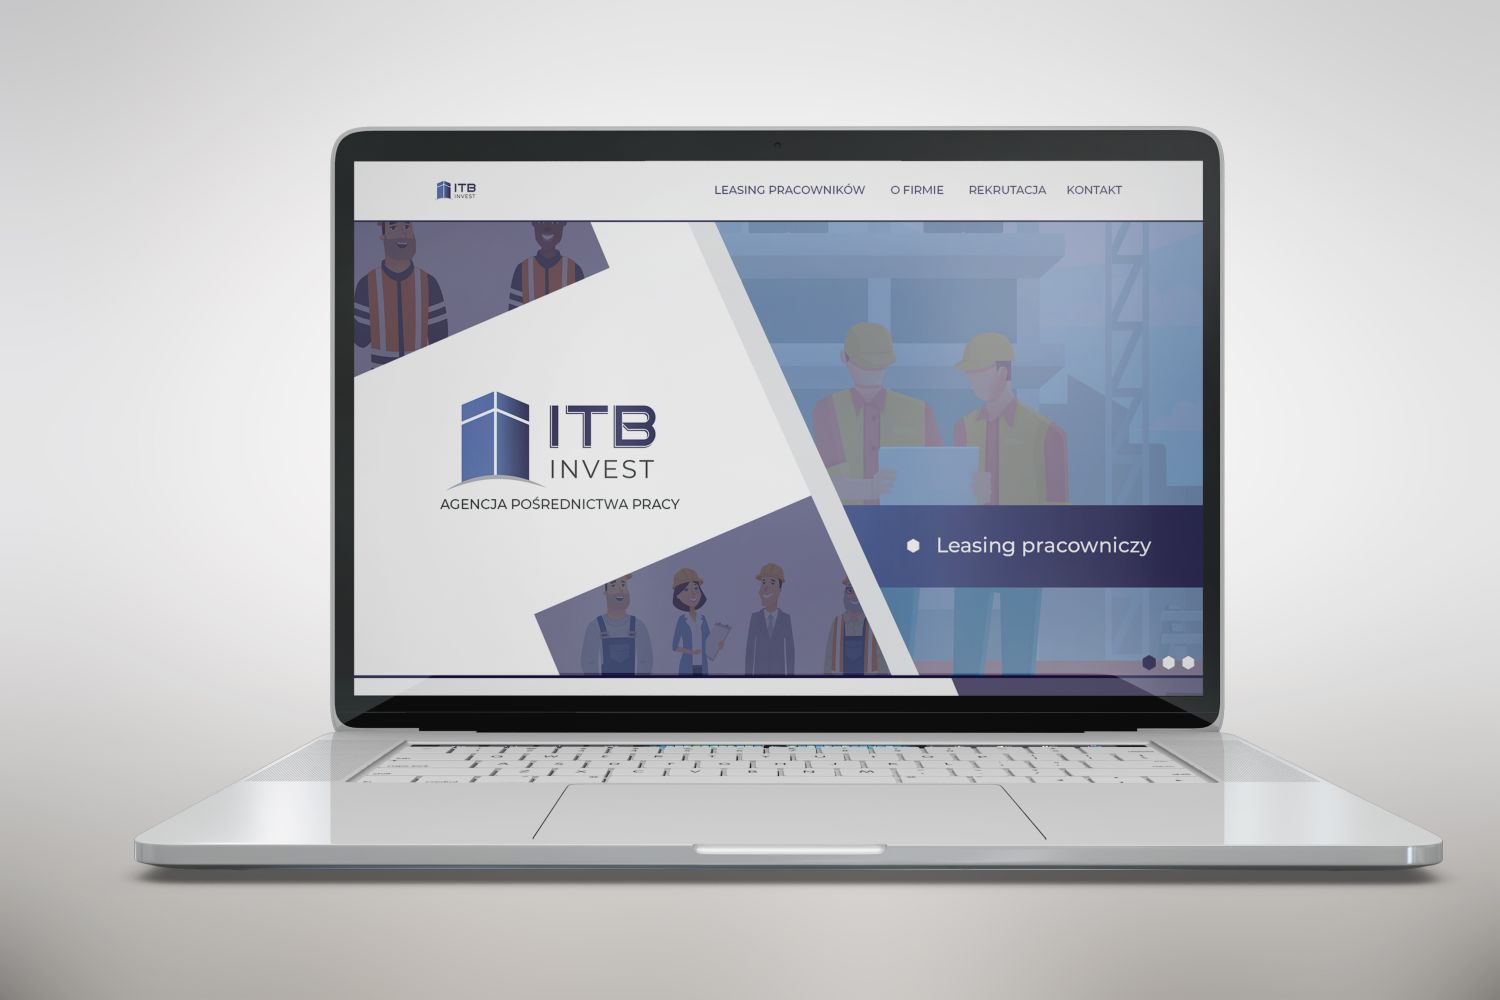 ITB
INVEST
LEASING PRACOWNIKÓW O FIRMIE REKRUTACJA KONTAKT
ITB
INVEST
AGENCJA POŚREDNICTWA PRACY
Leasing pracowniczy